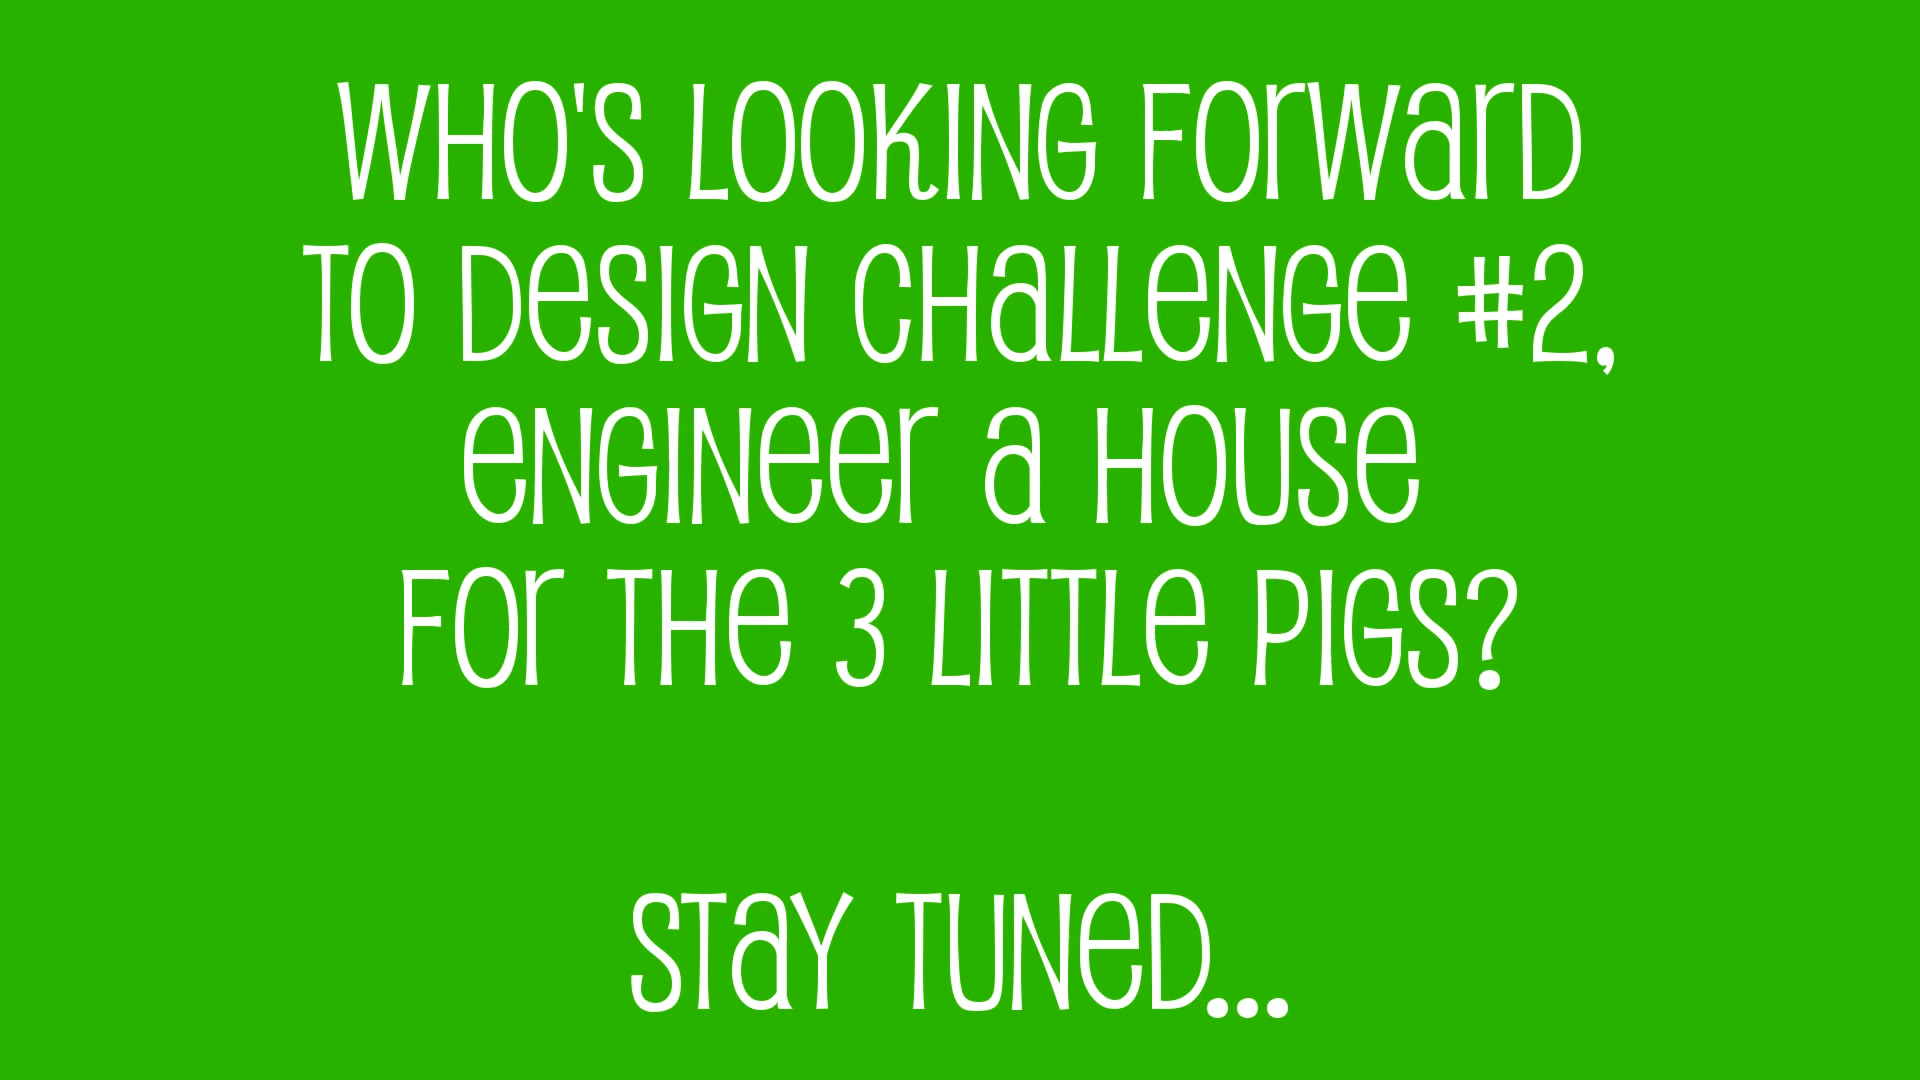 WHO'S LOOKING FORWARD
TO DESIGN CHALLENGE #2,
ENGINEER A HOUSE
FOR THE 3 LITTLE PIGS?
STAY TUNED...